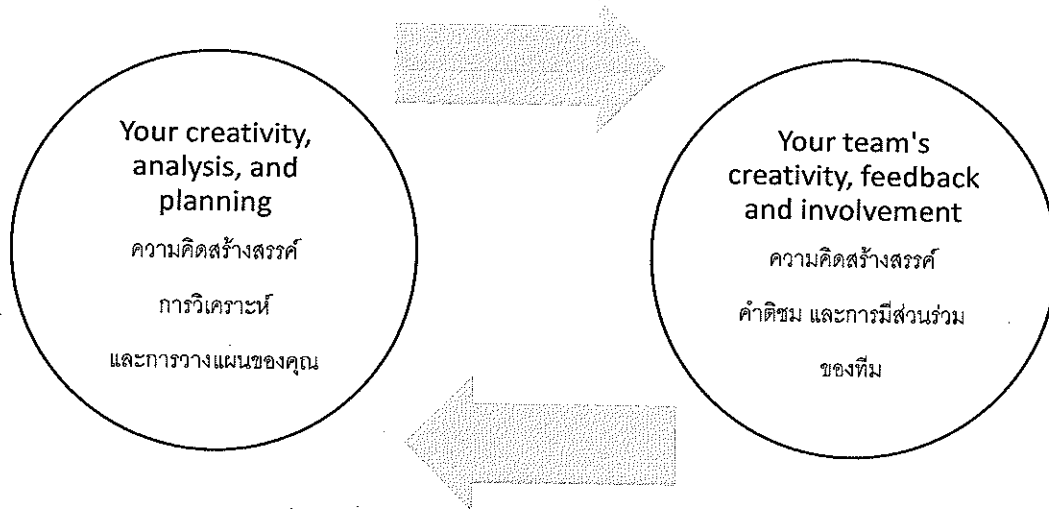 Your creativity,
analysis, and
planning
ความคิดสร้างสรรค์
การวิเคราะห์
และการวางแผนของคุณ
Your team's
creativity, feedback
and involvement
ความคิดสร้างสรรค์
คำติชม และการมีส่วนร่วม
ของทีม